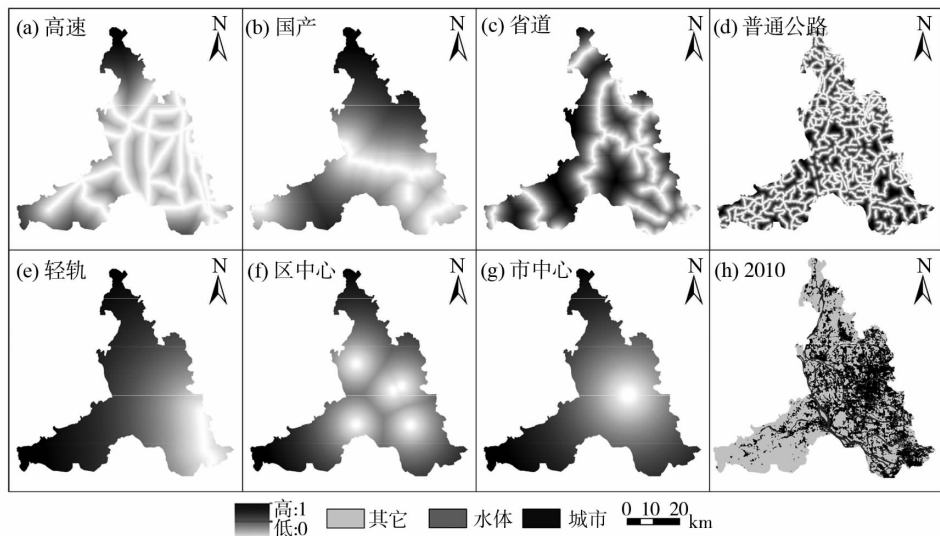 (a) 高速
N
(b) 国产
N
(c) 省道
N
(d) 普通公路
N
(e) 轻轨
N
(f) 区中心
N
(g) 市中心
N
(h) 2010
N
高:1
低:0
其它
水体
城市
0 10 20
km